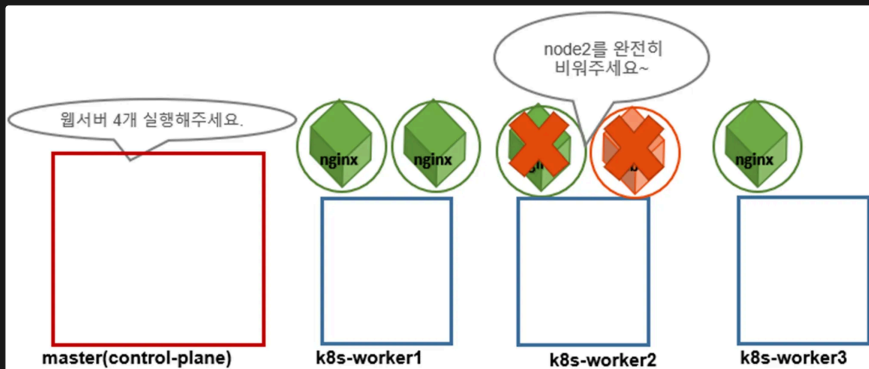 node2를 완전히
비워주세요~
웹서버 4개 실행해주세요.
nginx
nginx
nginx
master(control-plane)
k8s-worker1
k8s-worker2
k8s-worker3